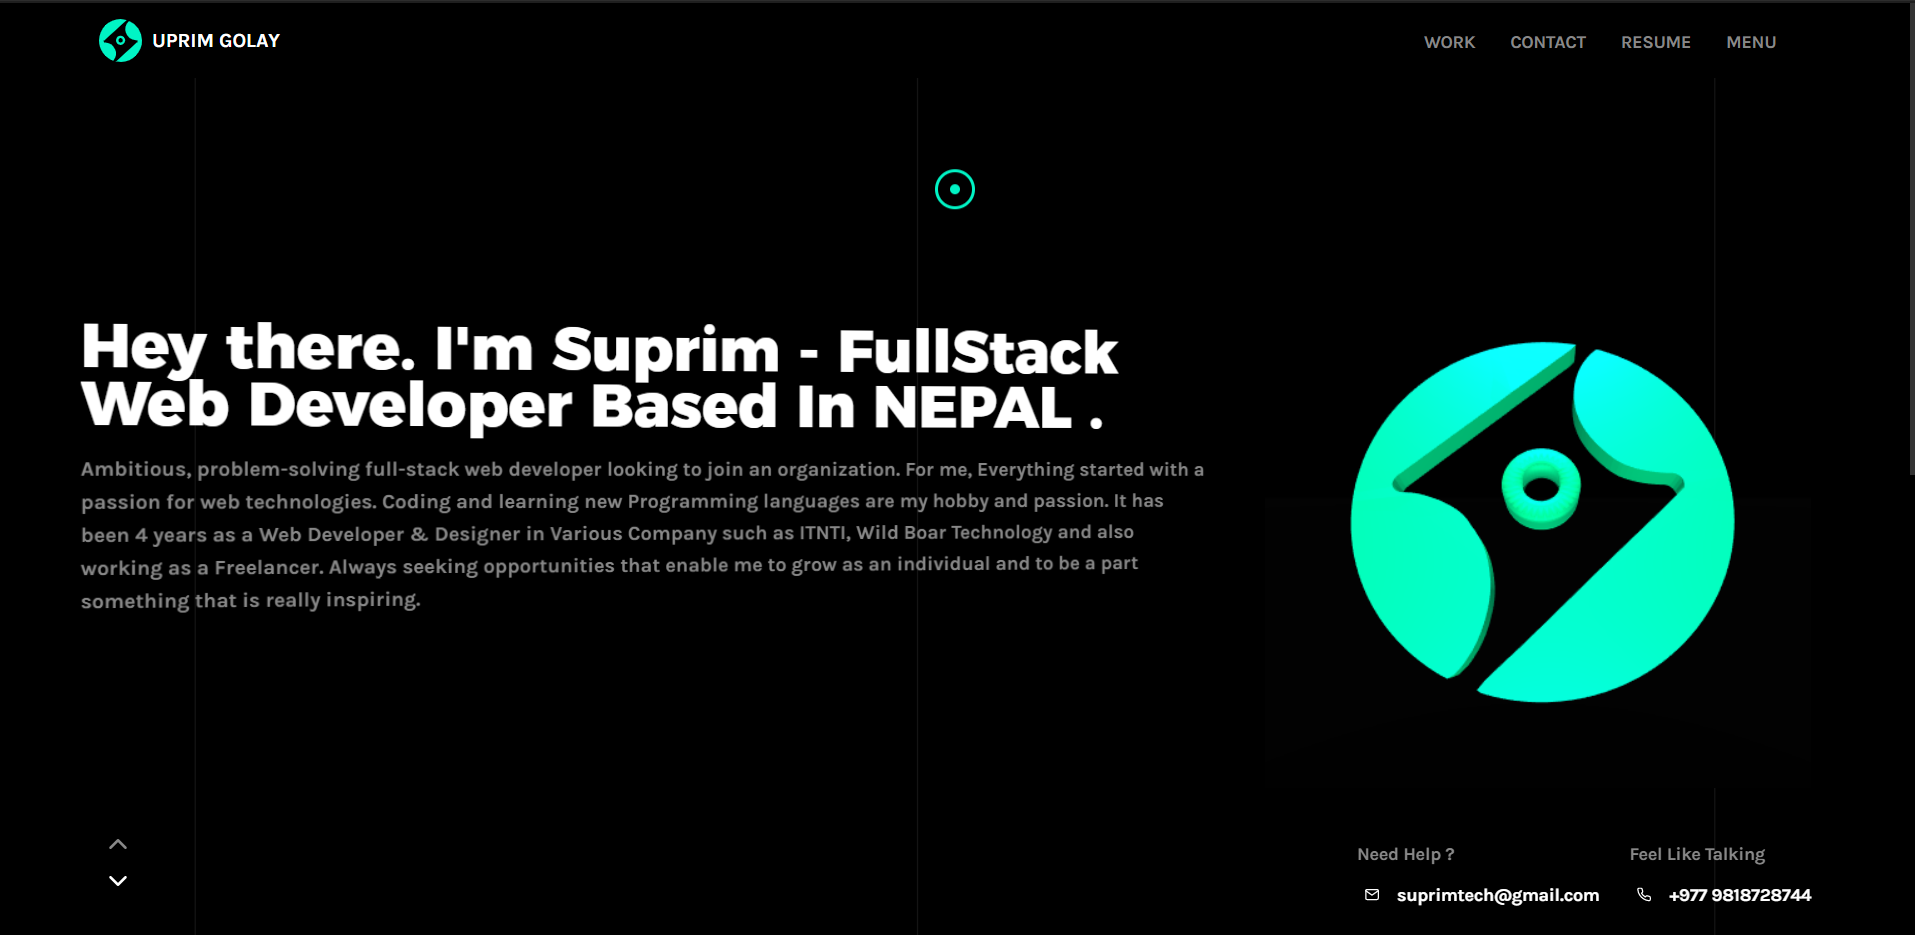 UPRIM GOLAY
WORK CONTACT RESUME MENU
Hey there. I'm Suprim - FullStack
Web Developer Based In NEPAL .
Ambitious, problem-solving full-stack web developer looking to join an organization. For me, Everything started with a
passion for web technologies. Coding and learning new Programming languages are my hobby and passion. It has
been 4 years as a Web Developer & Designer in Various Company such as ITNTI, Wild Boar Technology and also
working as a Freelancer. Always seeking opportunities that enable me to grow as an individual and to be a part
something that is really inspiring.
Need Help ?
suprimtech@gmail.com
Feel Like Talking
+977 9818728744